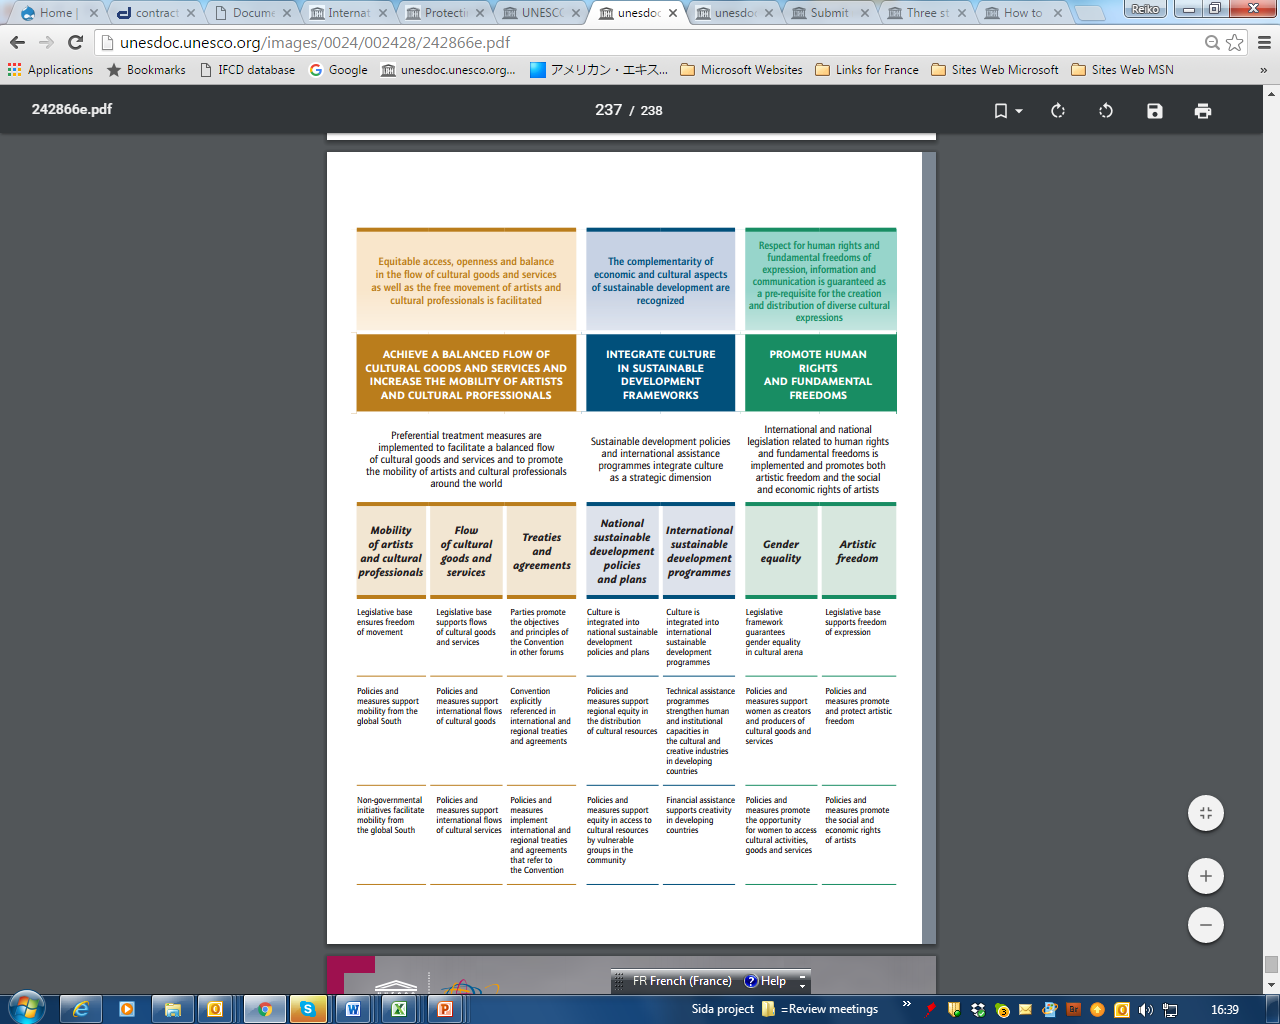 Home |
contract
Docume
Internat
Protecti
UNESCO
unesdoc
unesdoc
Submit
Three st
How to
Reiko
unesdoc.unesco.org/images/0024/002428/242866e.pdf
Applications
Bookmarks
IFCD database
Google
unesdoc.unesco.org...
アメリカン・エキス...
Microsoft Websites
Links for France
Sites Web Microsoft
Sites Web MSN
»
242866e.pdf
237 / 238
Equitable access, openness and balance
in the flow of cultural goods and services
as well as the free movement of artists and
cultural professionals is facilitated
The complementarity of
economic and cultural aspects
of sustainable development are
recognized
Respect for human rights and
fundamental freedoms of
expression, information and
communication is guaranteed as
a pre-requisite for the creation
and distribution of diverse cultural
expressions
ACHIEVE A BALANCED FLOW OF
CULTURAL GOODS AND SERVICES AND
INCREASE THE MOBILITY OF ARTISTS
AND CULTURAL PROFESSIONALS
INTEGRATE CULTURE
IN SUSTAINABLE
DEVELOPMENT
FRAMEWORKS
PROMOTE HUMAN
RIGHTS
AND FUNDAMENTAL
FREEDOMS
Preferential treatment measures are
implemented to facilitate a balanced flow
of cultural goods and services and to promote
the mobility of artists and cultural professionals
around the world
Sustainable development policies
and international assistance
programmes integrate culture
as a strategic dimension
International and national
legislation related to human rights
and fundamental freedoms is
implemented and promotes both
artistic freedom and the social
and economic rights of artists
Mobility
of artists
and cultural
professionals
Flow
of cultural
goods and
services
Treaties
and
agreements
National
sustainable
development
policies
and plans
International
sustainable
development
programmes
Gender
equality
Artistic
freedom
Legislative base
ensures freedom
of movement
Legislative base
supports flows
of cultural goods
and services
Parties promote
the objectives
and principles of
the Convention
in other forums
Culture is
integrated into
national sustainable
development
policies and plans
Culture is
integrated into
international
sustainable
development
programmes
Legislative
framework
guarantees
gender equality
in cultural arena
Legislative base
supports freedom
of expression
Policies and
measures support
mobility from the
global South
Policies and
measures support
international flows
of cultural goods
Convention
explicitly
referenced in
international and
regional treaties
and agreements
Policies and
measures support
regional equity in
the distribution
of cultural resources
Technical assistance
programmes
strengthen human
and institutional
capacities in
the cultural and
creative industries
in developing
countries
Policies and
measures support
women as creators
and producers of
cultural goods and
services
Policies and
measures promote
and protect artistic
freedom
Non-governmental
initiatives facilitate
mobility from
the global South
Policies and
measures support
international flows
of cultural services
Policies and
measures
implement
international and
regional treaties
and agreements
that refer to
the Convention
Policies and
measures support
equity in access to
cultural resources
by vulnerable
groups in the
community
Financial assistance
supports creativity
in developing
countries
Policies and
measures promote
the opportunity
for women to access
cultural activities,
goods and services
Policies and
measures promote
the social and
economic rights
of artists
FR French (France)
Help
Sida project
=Review meetings
»
16:39